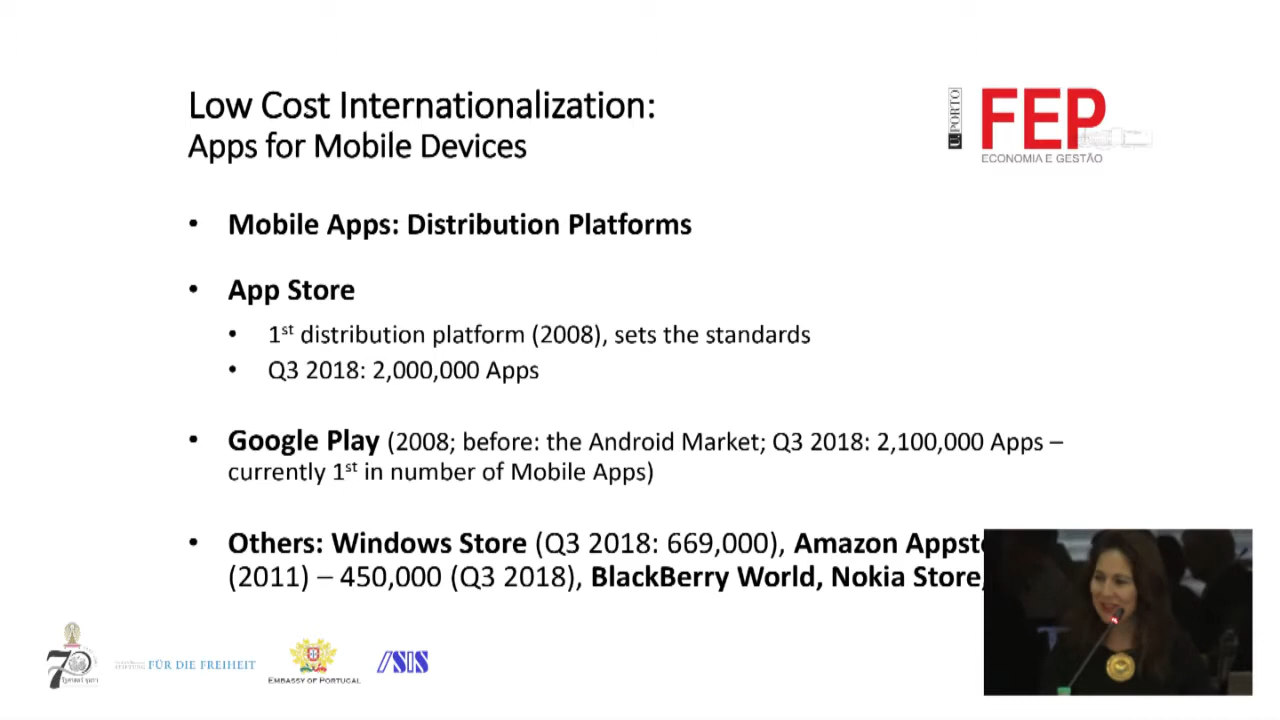 Low Cost Internationalization:
Apps for Mobile Devices
U.PORTO
FEP
ECONOMIA E GESTÃO
• Mobile Apps: Distribution Platforms
• App Store
• 1st distribution platform (2008), sets the standards
• Q3 2018: 2,000,000 Apps
• Google Play (2008; before: the Android Market; Q3 2018: 2,100,000 Apps –
currently 1st in number of Mobile Apps)
• Others: Windows Store (Q3 2018: 669,000), Amazon Appsto
(2011) – 450,000 (Q3 2018), BlackBerry World, Nokia Store,
70
FÜR DIE FREIHEIT
EMBASSY OF PORTUGAL
ISIS